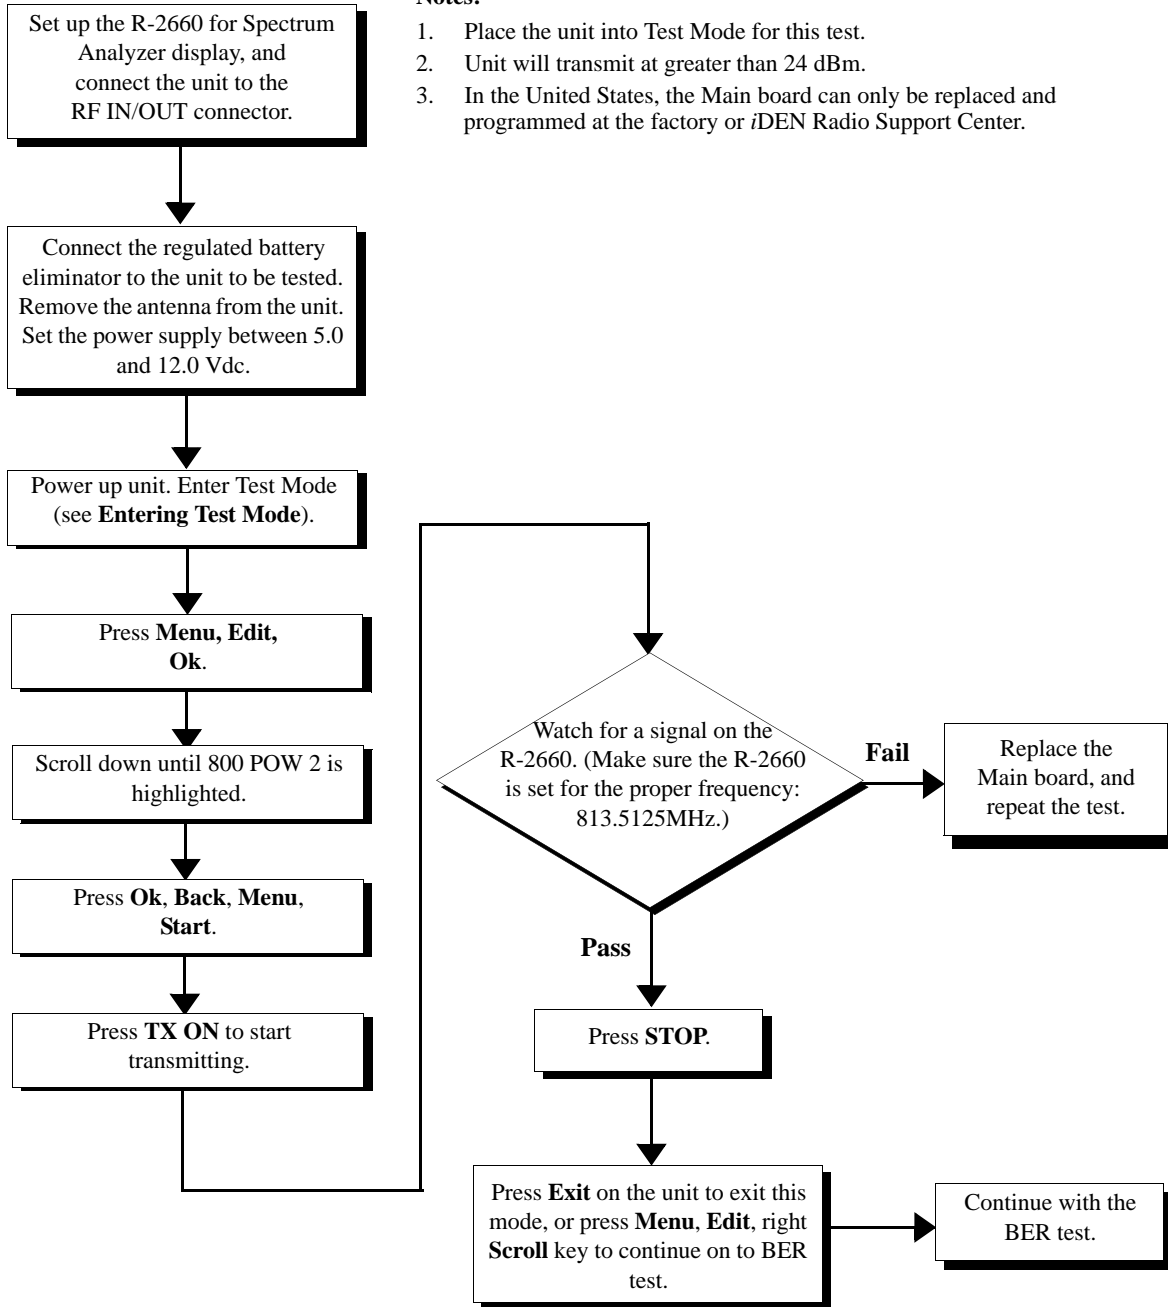 Notes:
1. Place the unit into Test Mode for this test.
2. Unit will transmit at greater than 24 dBm.
3. In the United States, the Main board can only be replaced and
programmed at the factory or iDEN Radio Support Center.
Set up the R-2660 for Spectrum
Analyzer display, and
connect the unit to the
RF IN/OUT connector.
Connect the regulated battery
eliminator to the unit to be tested.
Remove the antenna from the unit.
Set the power supply between 5.0
and 12.0 Vdc.
Power up unit. Enter Test Mode
(see Entering Test Mode).
Press Menu, Edit,
Ok.
Scroll down until 800 POW 2 is
highlighted.
Press Ok, Back, Menu,
Start.
Press TX ON to start
transmitting.
Watch for a signal on the
R-2660. (Make sure the R-2660
is set for the proper frequency:
813.5125MHz.)
Fail
Replace the
Main board, and
repeat the test.
Pass
Press STOP.
Press Exit on the unit to exit this
mode, or press Menu, Edit, right
Scroll key to continue on to BER
test.
Continue with the
BER test.